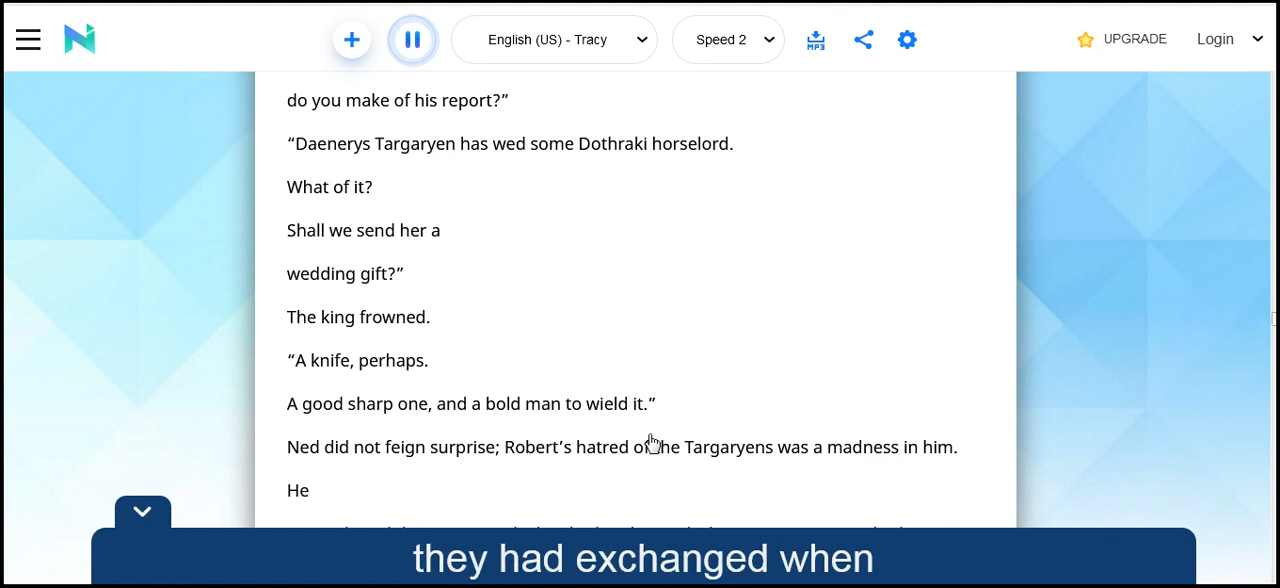 English (US) - Tracy
Speed 2
MP3
UPGRADE
Login
do you make of his report?”
“Daenerys Targaryen has wed some Dothraki horselord.
What of it?
Shall we send her a
wedding gift?”
The king frowned.
“A knife, perhaps.
A good sharp one, and a bold man to wield it.”
Ned did not feign surprise; Robert’s hatred of the Targaryens was a madness in him.
He
they had exchanged when